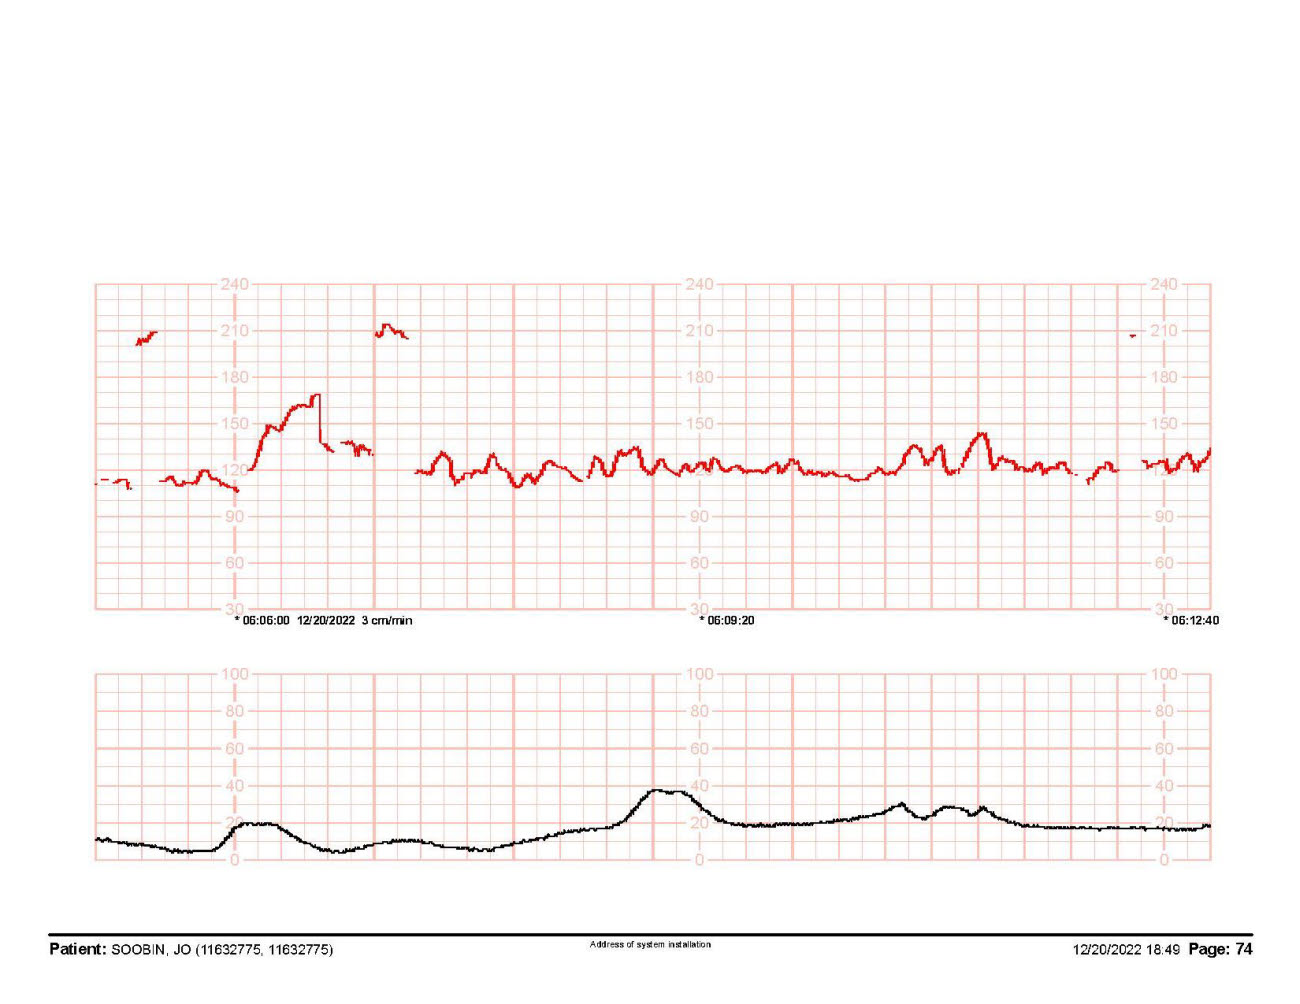 240 240 240
210 210 210
180 180 180
150 150 150
120 120 120
90 90 90
60 60 60
30 30 30
* 06:06:00 12/20/2022 3 cm/min * 06:09:20 * 06:12:40
100 100 100
80 80 80
60 60 60
40 40 40
20 20 20
0 0 0
Patient: SOOBIN, JO (11632775, 11632775) Address of system installation 12/20/2022 18:49 Page: 74